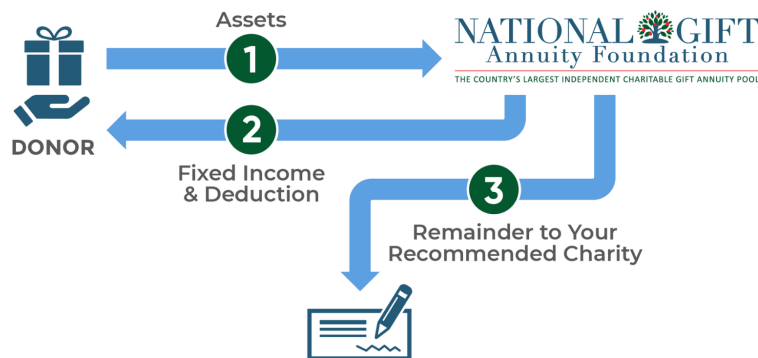 Assets
1
NATIONAL GIFT
Annuity Foundation
THE COUNTRY'S LARGEST INDEPENDENT CHARITABLE GIFT ANNUITY POOL
DONOR
2
Fixed Income
& Deduction
3
Remainder to Your
Recommended Charity